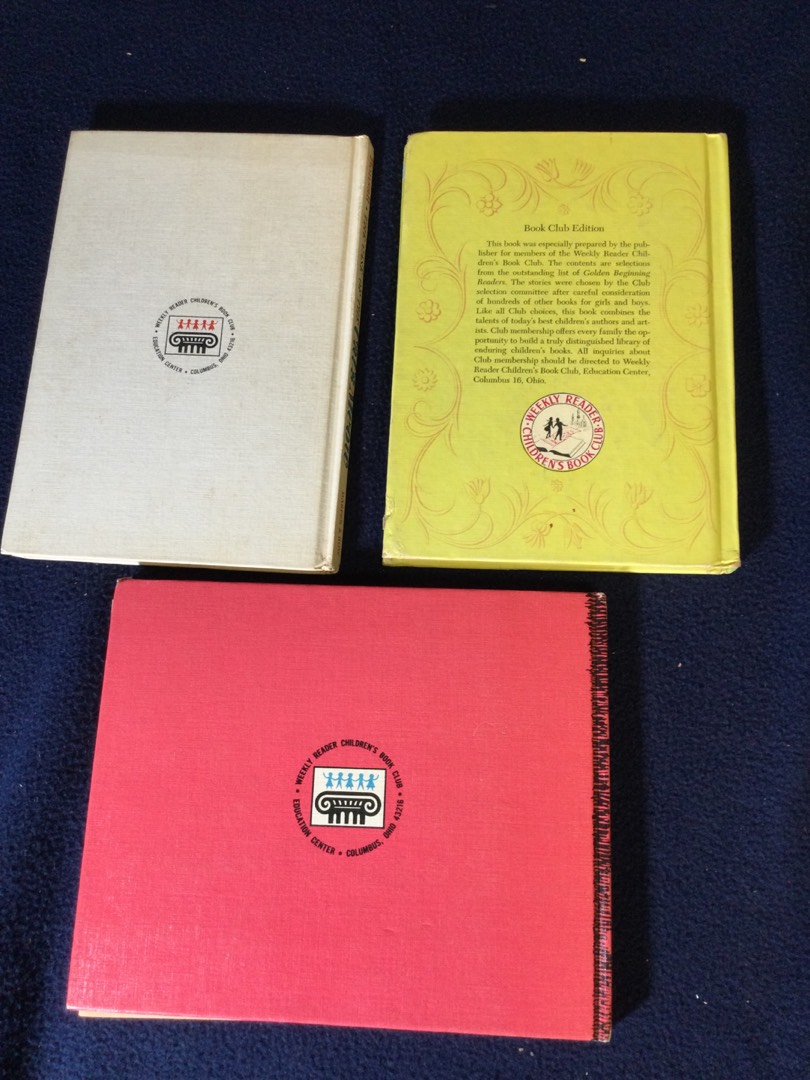 WEEKLY READER CHILDREN'S BOOK CLUB
EDUCATION CENTER • COLUMBUS, OHIO 43216
Book Club Edition
This book was especially prepared by the pub-
lisher for members of the Weekly Reader Chil-
dren's Book Club. The contents are selections
from the outstanding list of Golden Beginning
Readers. The stories were chosen by the Club
selection committee after careful consideration
of hundreds of other books for girls and boys.
Like all Club choices, this book combines the
talents of today's best children's authors and art-
ists. Club membership offers every family the op-
portunity to build a truly distinguished library of
enduring children's books. All inquiries about
Club membership should be directed to Weekly
Reader Children's Book Club, Education Center,
Columbus 16, Ohio.
WEEKLY READER
CHILDREN'S BOOK CLUB
WEEKLY READER CHILDREN'S BOOK CLUB
EDUCATION CENTER • COLUMBUS, OHIO 43216